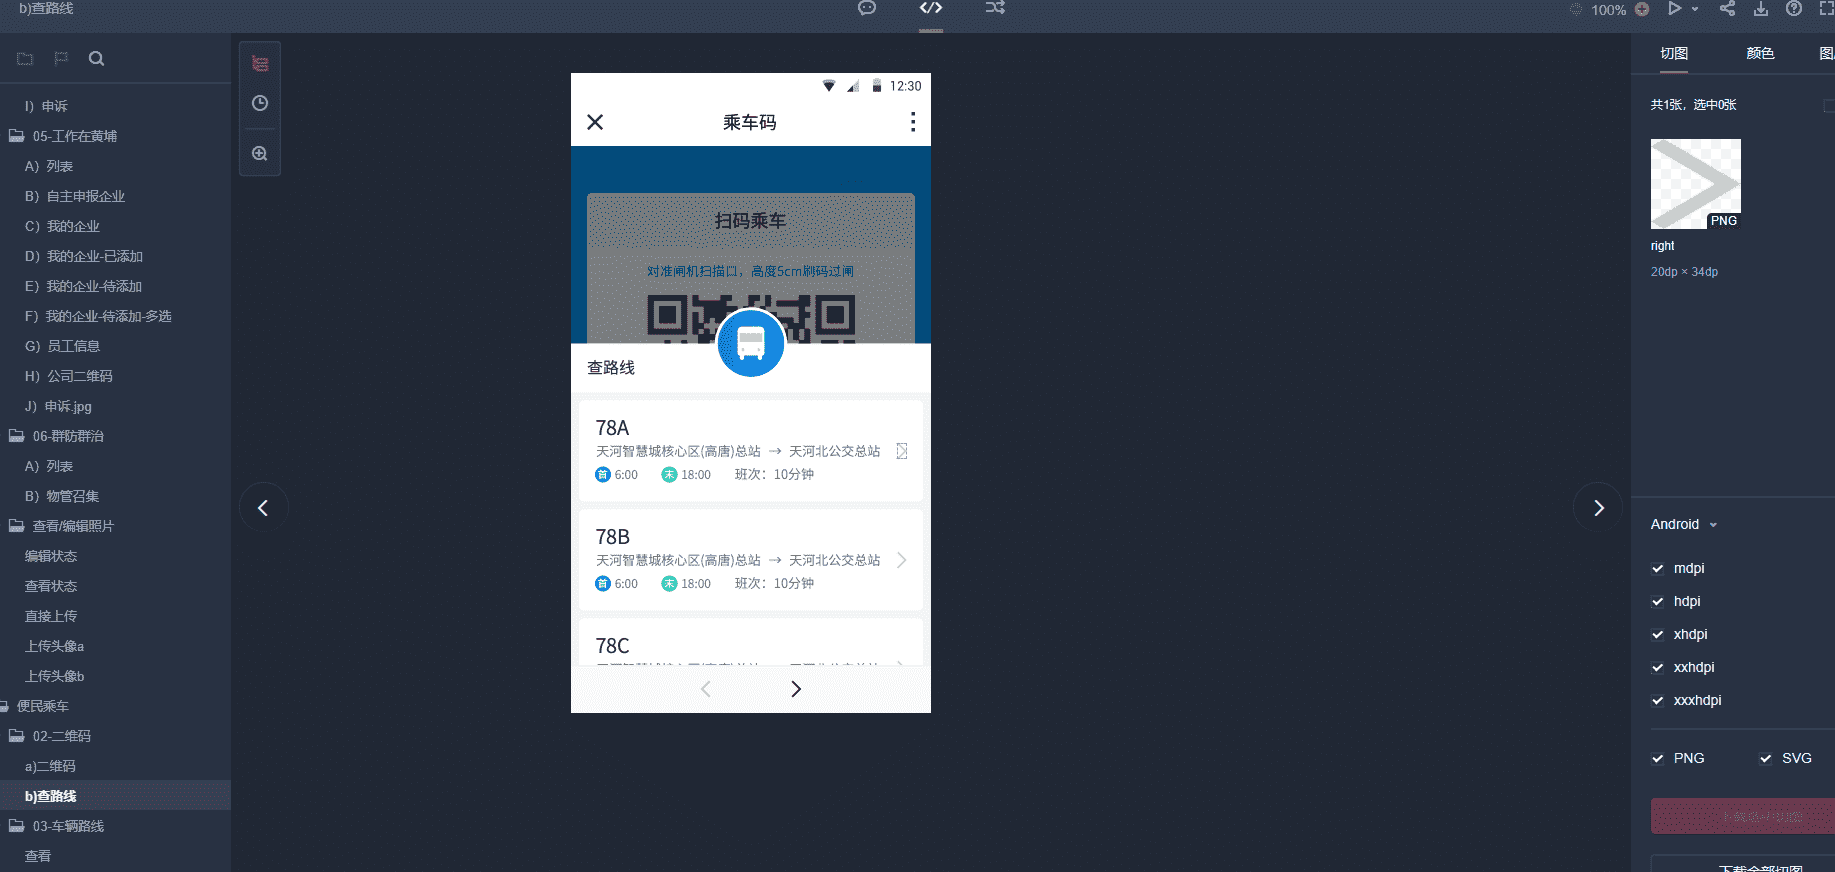 b)查路线
100%
I）申诉
05-工作在黄埔
A）列表
B）自主申报企业
C）我的企业
D）我的企业-已添加
E）我的企业-待添加
F）我的企业-待添加-多选
G）员工信息
H）公司二维码
J）申诉.jpg
06-群防群治
A）列表
B）物管召集
查看/编辑照片
编辑状态
查看状态
直接上传
上传头像a
上传头像b
便民乘车
02-二维码
a)二维码
b)查路线
03-车辆路线
查看
12:30
乘车码
扫码乘车
对准闸机扫描口，高度5cm刷码过闸
查路线
78A
天河智慧城核心区(高唐)总站 → 天河北公交总站
首 6:00 末 18:00 班次：10分钟
78B
天河智慧城核心区(高唐)总站 → 天河北公交总站
首 6:00 末 18:00 班次：10分钟
78C
切图 颜色
共1张，选中0张
PNG
right
20dp × 34dp
Android
mdpi
hdpi
xhdpi
xxhdpi
xxxhdpi
PNG SVG
下载全部切图